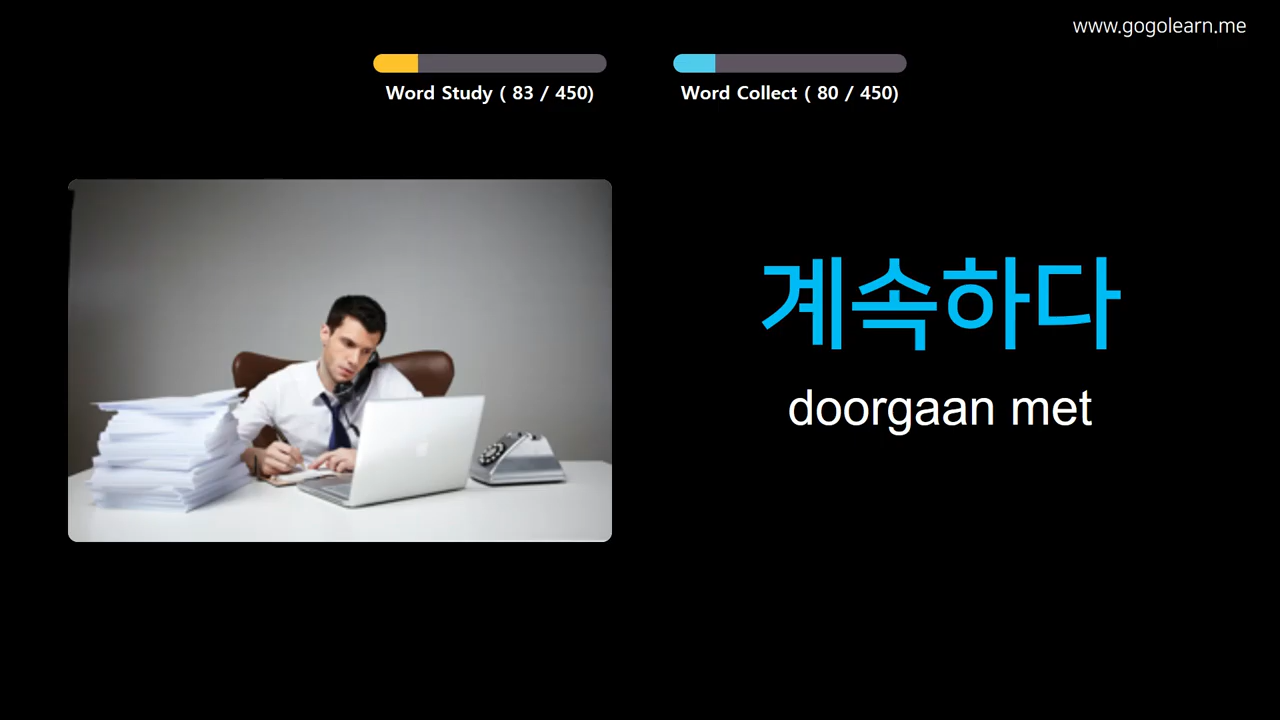 www.gogolearn.me
Word Study ( 83 / 450)
Word Collect ( 80 / 450)
계속하다
doorgaan met